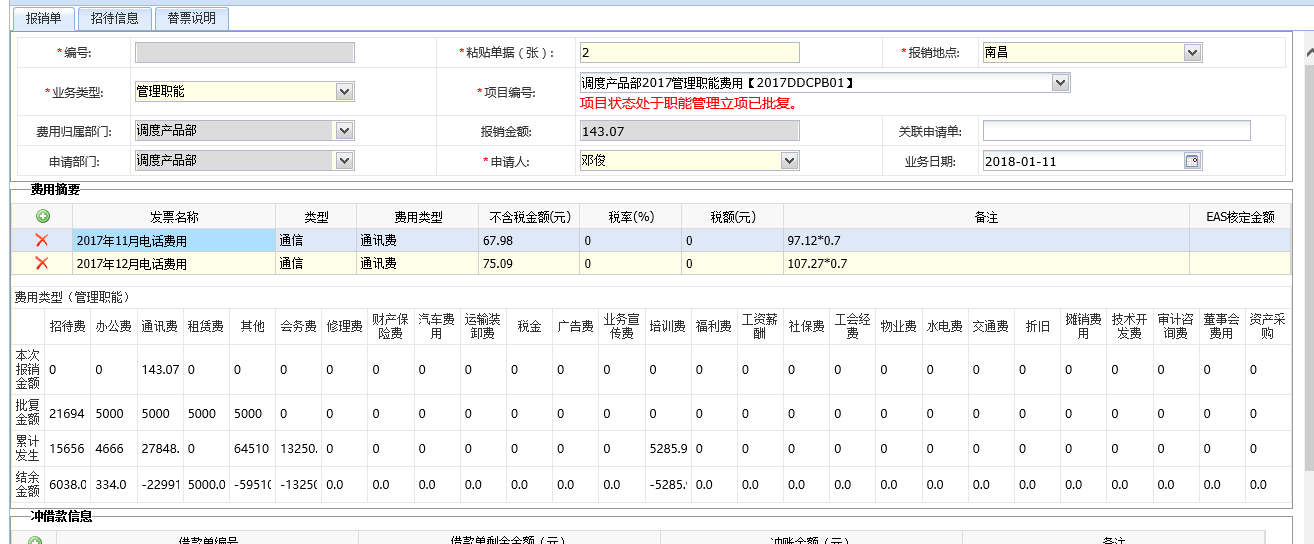 报销单 招待信息 替票说明
*编号: *粘贴单据（张）: 2 *报销地点: 南昌
*业务类型: 管理职能 *项目编号: 调度产品部2017管理职能费用【2017DDCPB01】
项目状态处于职能管理立项已批复。
费用归属部门: 调度产品部 报销金额: 143.07 关联申请单:
申请部门: 调度产品部 *申请人: 邓俊 业务日期: 2018-01-11
费用摘要
发票名称 类型 费用类型 不含税金额(元) 税率(%) 税额(元) 备注 EAS核定金额
2017年11月电话费用 通信 通讯费 67.98 0 0 97.12*0.7
2017年12月电话费用 通信 通讯费 75.09 0 0 107.27*0.7
费用类型（管理职能）
招待费 办公费 通讯费 租赁费 其他 会务费 修理费 财产保险费 汽车费用 运输装卸费 税金 广告费 业务宣传费 培训费 福利费 工资薪酬 社保费 工会经费 物业费 水电费 交通费 折旧 摊销费用 技术开发费 审计咨询费 董事会费用 资产采购
本次报销金额 0 0 143.07 0 0 0 0 0 0 0 0 0 0 0 0 0 0 0 0 0 0 0 0 0 0 0 0
批复金额 21694 5000 5000 5000 5000 0 0 0 0 0 0 0 0 0 0 0 0 0 0 0 0 0 0 0 0 0 0
累计发生 15656 4666 27848. 0 64510 13250. 0 0 0 0 0 0 0 5285.9 0 0 0 0 0 0 0 0 0 0 0 0 0
结余金额 6038.0 334.0 -22991 5000.0 -59510 -1325 0.0 0.0 0.0 0.0 0.0 0.0 0.0 -5285. 0.0 0.0 0.0 0.0 0.0 0.0 0.0 0.0 0.0 0.0 0.0 0.0 0.0
冲借款信息
借款单编号 借款单剩余金额（元） 冲账金额（元） 备注